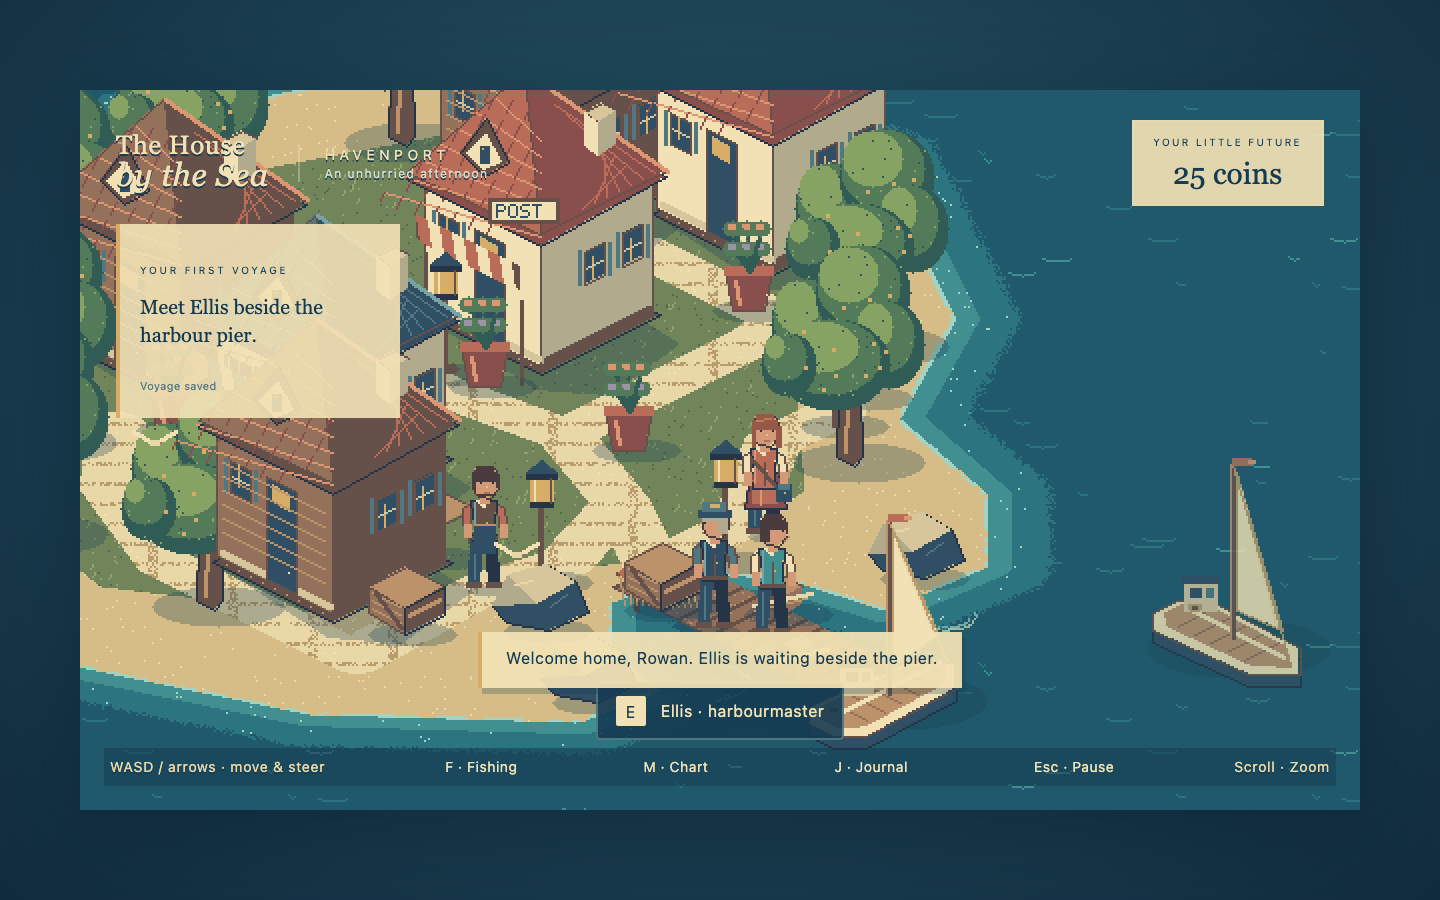 The House
by the Sea
HAVENPORT
An unhurried afternoon
YOUR LITTLE FUTURE
25 coins
POST
YOUR FIRST VOYAGE
Meet Ellis beside the
harbour pier.
Voyage saved
Welcome home, Rowan. Ellis is waiting beside the pier.
E Ellis · harbourmaster
WASD / arrows · move & steer F · Fishing M · Chart J · Journal Esc · Pause Scroll · Zoom